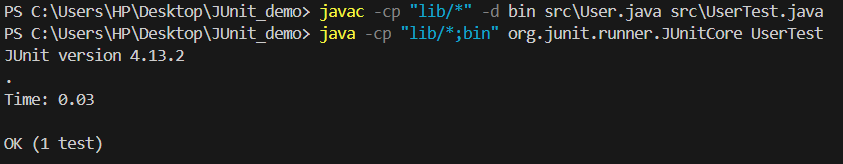 PS C:\Users\HP\Desktop\JUnit_demo> javac -cp "lib/*" -d bin src\User.java src\UserTest.java
PS C:\Users\HP\Desktop\JUnit_demo> java -cp "lib/*;bin" org.junit.runner.JUnitCore UserTest
JUnit version 4.13.2
.
Time: 0.03
OK (1 test)